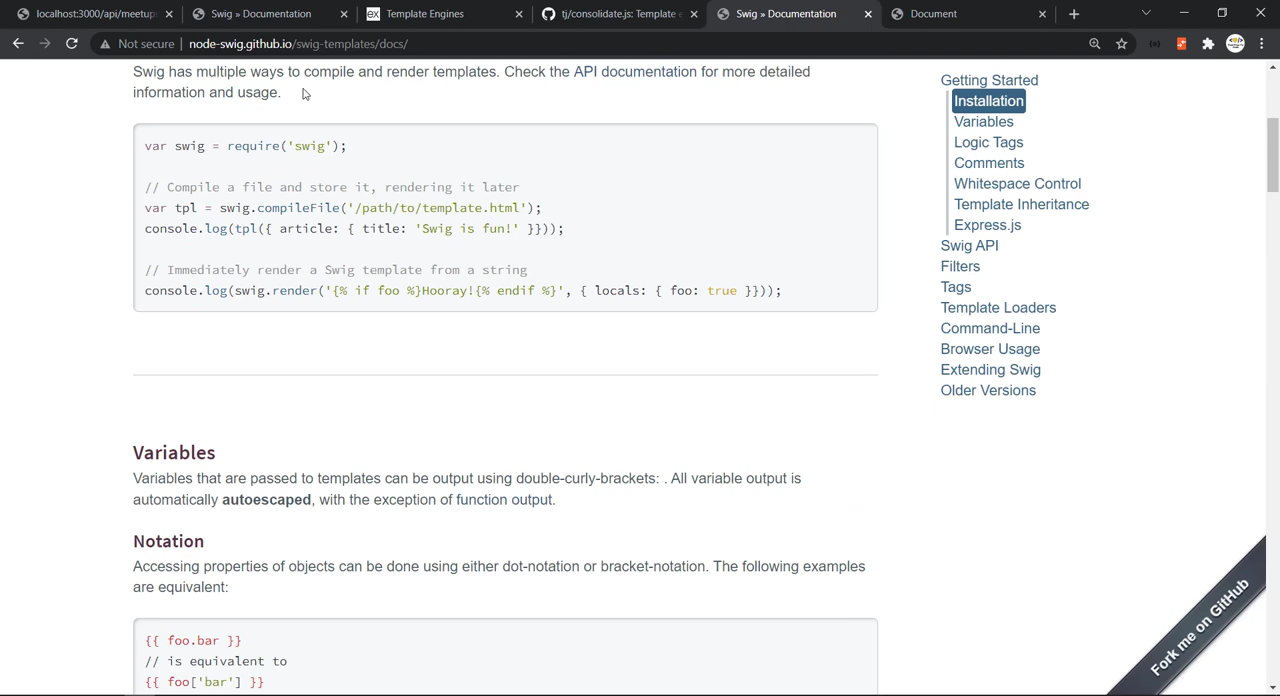 localhost:3000/api/meetup
Swig » Documentation
Template Engines
tj/consolidate.js: Template e
Swig » Documentation
Document
Not secure
node-swig.github.io/swig-templates/docs/
Swig has multiple ways to compile and render templates. Check the API documentation for more detailed
information and usage.
var swig = require('swig');
// Compile a file and store it, rendering it later
var tpl = swig.compileFile('/path/to/template.html');
console.log(tpl({ article: { title: 'Swig is fun!' }}));
// Immediately render a Swig template from a string
console.log(swig.render('{% if foo %}Hooray!{% endif %}', { locals: { foo: true }}));
Variables
Variables that are passed to templates can be output using double-curly-brackets: . All variable output is
automatically autoescaped, with the exception of function output.
Notation
Accessing properties of objects can be done using either dot-notation or bracket-notation. The following examples
are equivalent:
{{ foo.bar }}
// is equivalent to
{{ foo['bar'] }}
Getting Started
Installation
Variables
Logic Tags
Comments
Whitespace Control
Template Inheritance
Express.js
Swig API
Filters
Tags
Template Loaders
Command-Line
Browser Usage
Extending Swig
Older Versions
Fork me on GitHub